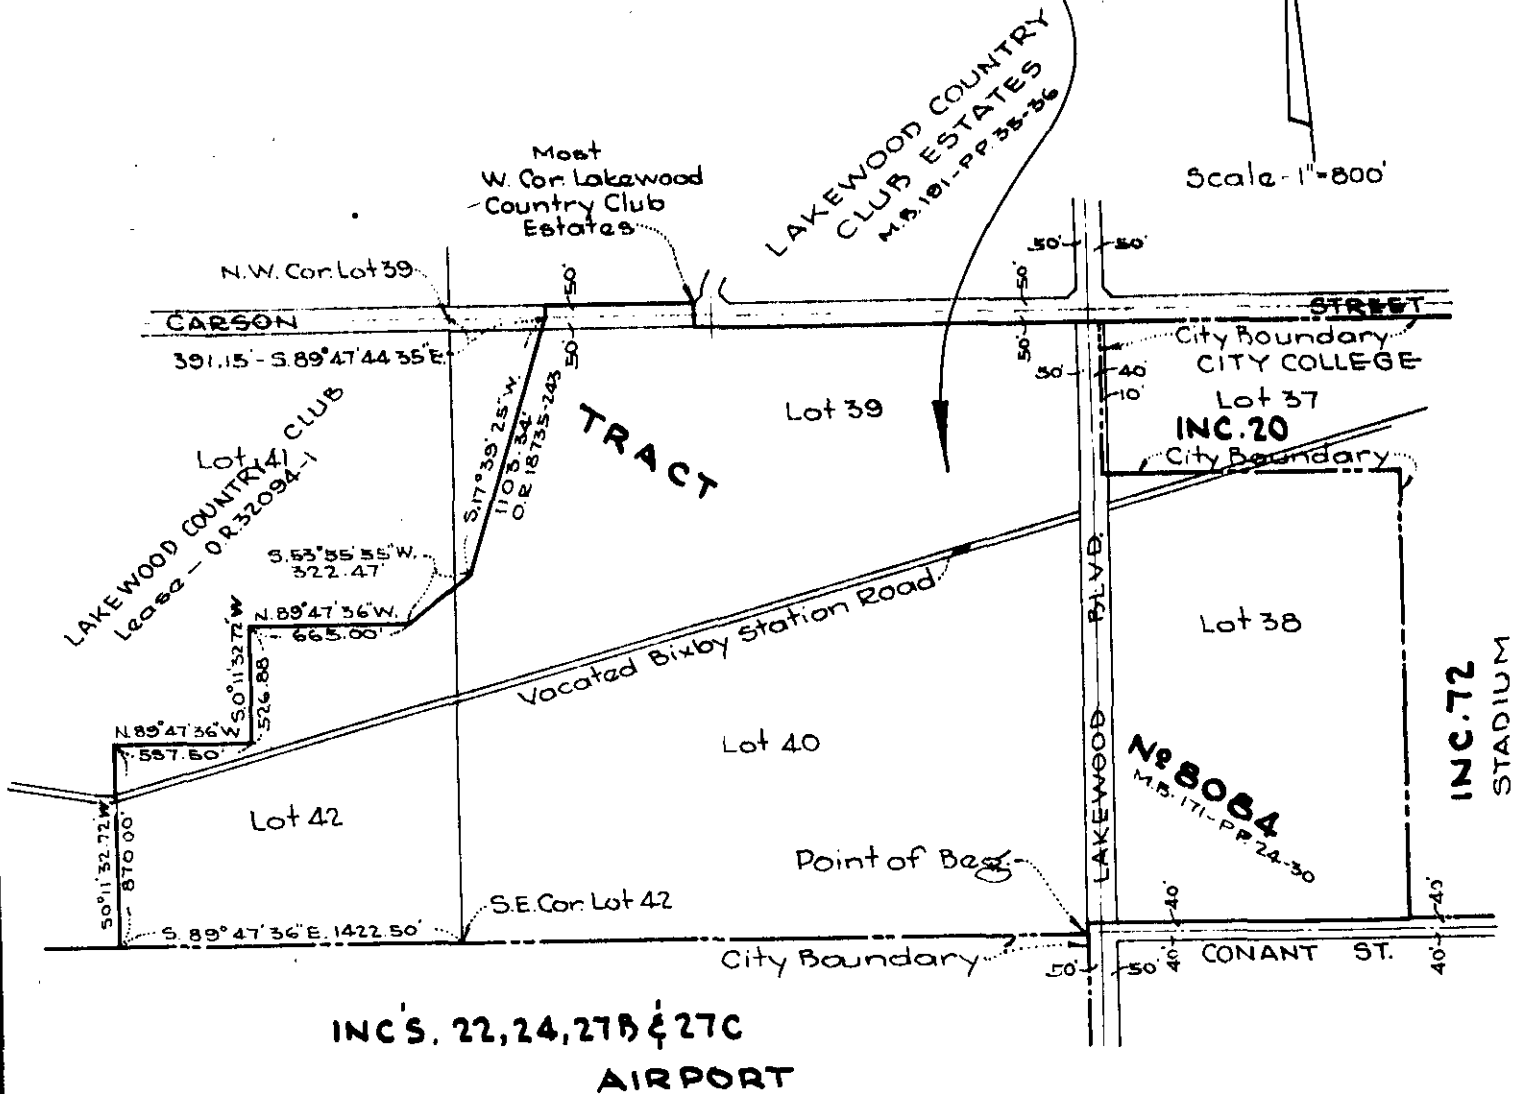 LAKEWOOD COUNTRY
CLUB ESTATES
M.B. 181-PP. 35-36
Scale - 1"=800'
Most
W. Cor. Lakewood
Country Club
Estates
N.W. Cor. Lot 39
50'
50'
50'
50'
50'
50'
CARSON
STREET
391.15' - S.89°47'44.35"E.
City Boundary
CITY COLLEGE
50'
40'
10'
Lot 37
INC. 20
City Boundary
Lot 39
TRACT
S.17°39'25"W.
1103.34'
O.R. 18735-243
Lot 41
LAKEWOOD COUNTRY CLUB
Lease - O.R. 32094-1
S.53°55'35"W.
322.47'
N.89°47'36"W.
665.00'
S.0°11'32.72"W
526.88
N.89°47'36"W
537.50'
Vacated Bixby Station Road
LAKEWOOD BLVD.
Lot 38
INC. 72
STADIUM
Lot 40
Nº 8084
M.B. 171-PP. 24-30
Lot 42
S0°11'32.72"W
870.00'
Point of Beg.
S.E. Cor. Lot 42
S. 89°47'36"E. 1422.50'
City Boundary
50'
50'
40'
40'
CONANT ST.
40'
40'
INC'S. 22, 24, 27B & 27C
AIRPORT